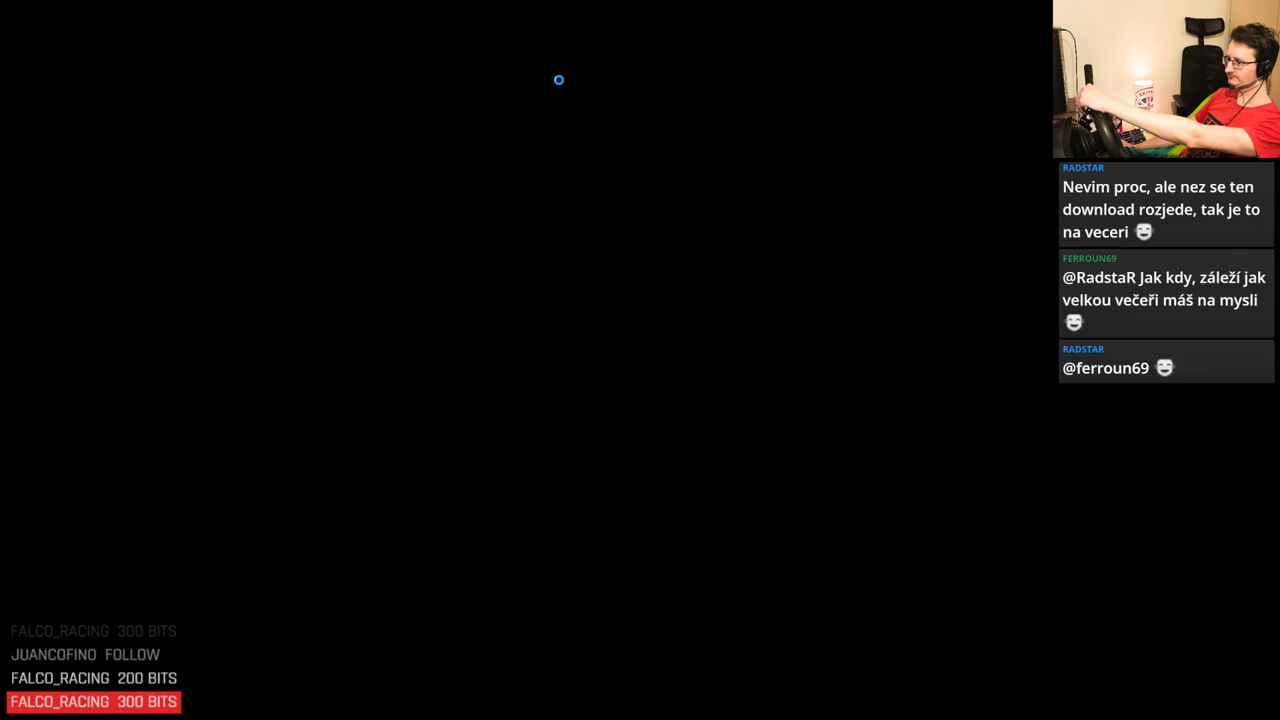 RADSTAR
Nevim proc, ale nez se ten
download rozjede, tak je to
na veceri
FERROUN69
@RadstaR Jak kdy, záleží jak
velkou večeři máš na mysli
RADSTAR
@ferroun69
FALCO_RACING 300 BITS
JUANCOFINO FOLLOW
FALCO_RACING 200 BITS
FALCO_RACING 300 BITS